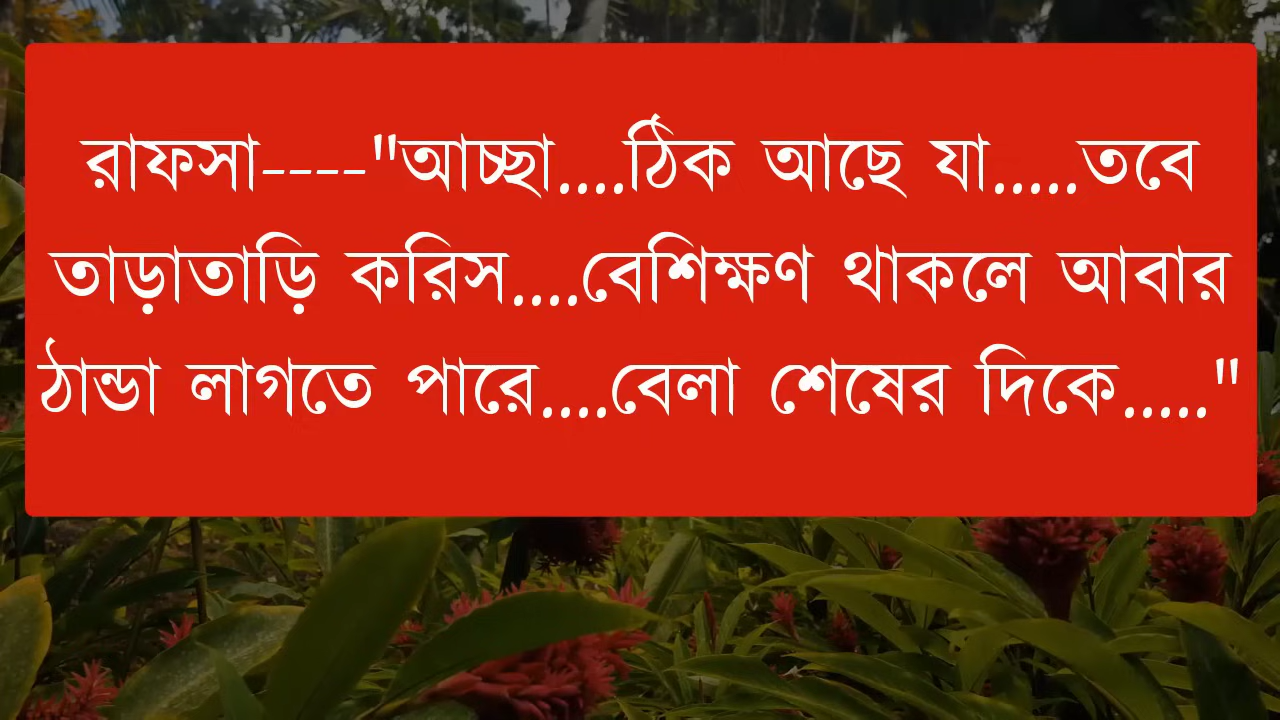 রাফসা----"আচ্ছা....ঠিক আছে যা.....তবে
তাড়াতাড়ি করিস....বেশিক্ষণ থাকলে আবার
ঠান্ডা লাগতে পারে....বেলা শেষের দিকে....."